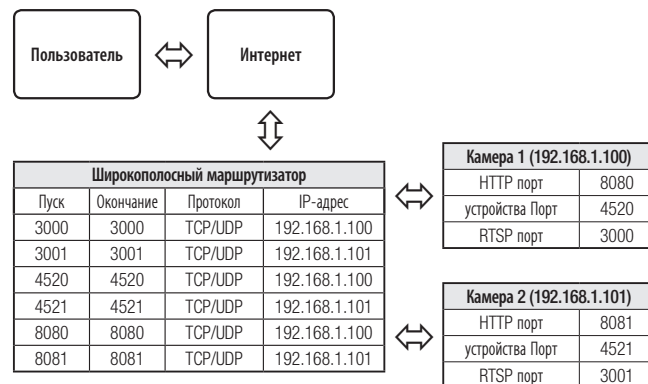 Пользователь
Интернет
Широкополосный маршрутизатор
Пуск Окончание Протокол IP-адрес
3000 3000 TCP/UDP 192.168.1.100
3001 3001 TCP/UDP 192.168.1.101
4520 4520 TCP/UDP 192.168.1.100
4521 4521 TCP/UDP 192.168.1.101
8080 8080 TCP/UDP 192.168.1.100
8081 8081 TCP/UDP 192.168.1.101
Камера 1 (192.168.1.100)
HTTP порт 8080
устройства Порт 4520
RTSP порт 3000
Камера 2 (192.168.1.101)
HTTP порт 8081
устройства Порт 4521
RTSP порт 3001